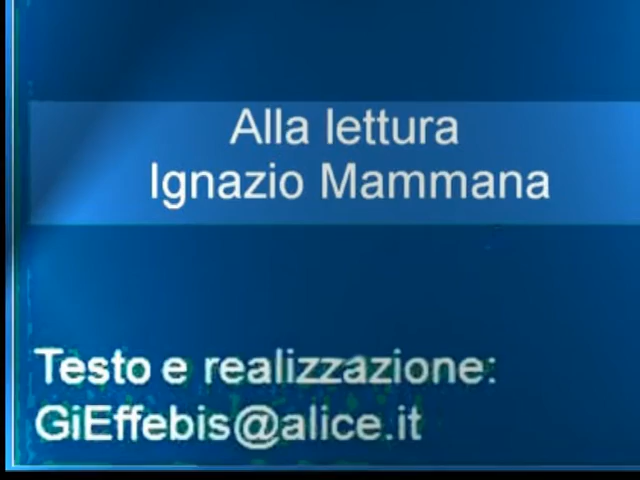 Alla lettura
Ignazio Mammana
Testo e realizzazione:
GiEffebis@alice.it